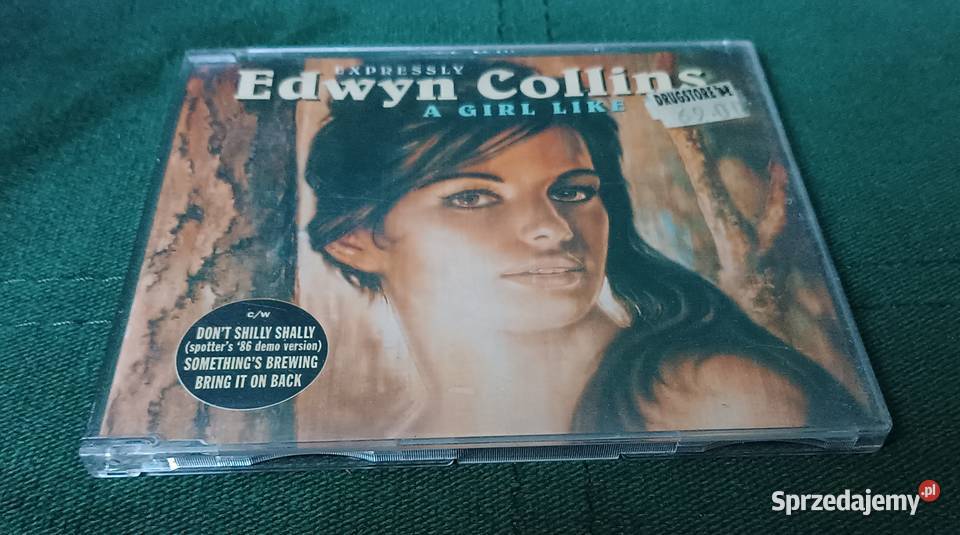 EXPRESSLY
Edwyn Collins
A GIRL LIKE
DRUGSTORE
c/w
DON'T SHILLY SHALLY
(spotter's '86 demo version)
SOMETHING'S BREWING
BRING IT ON BACK
Sprzedajemy.pl